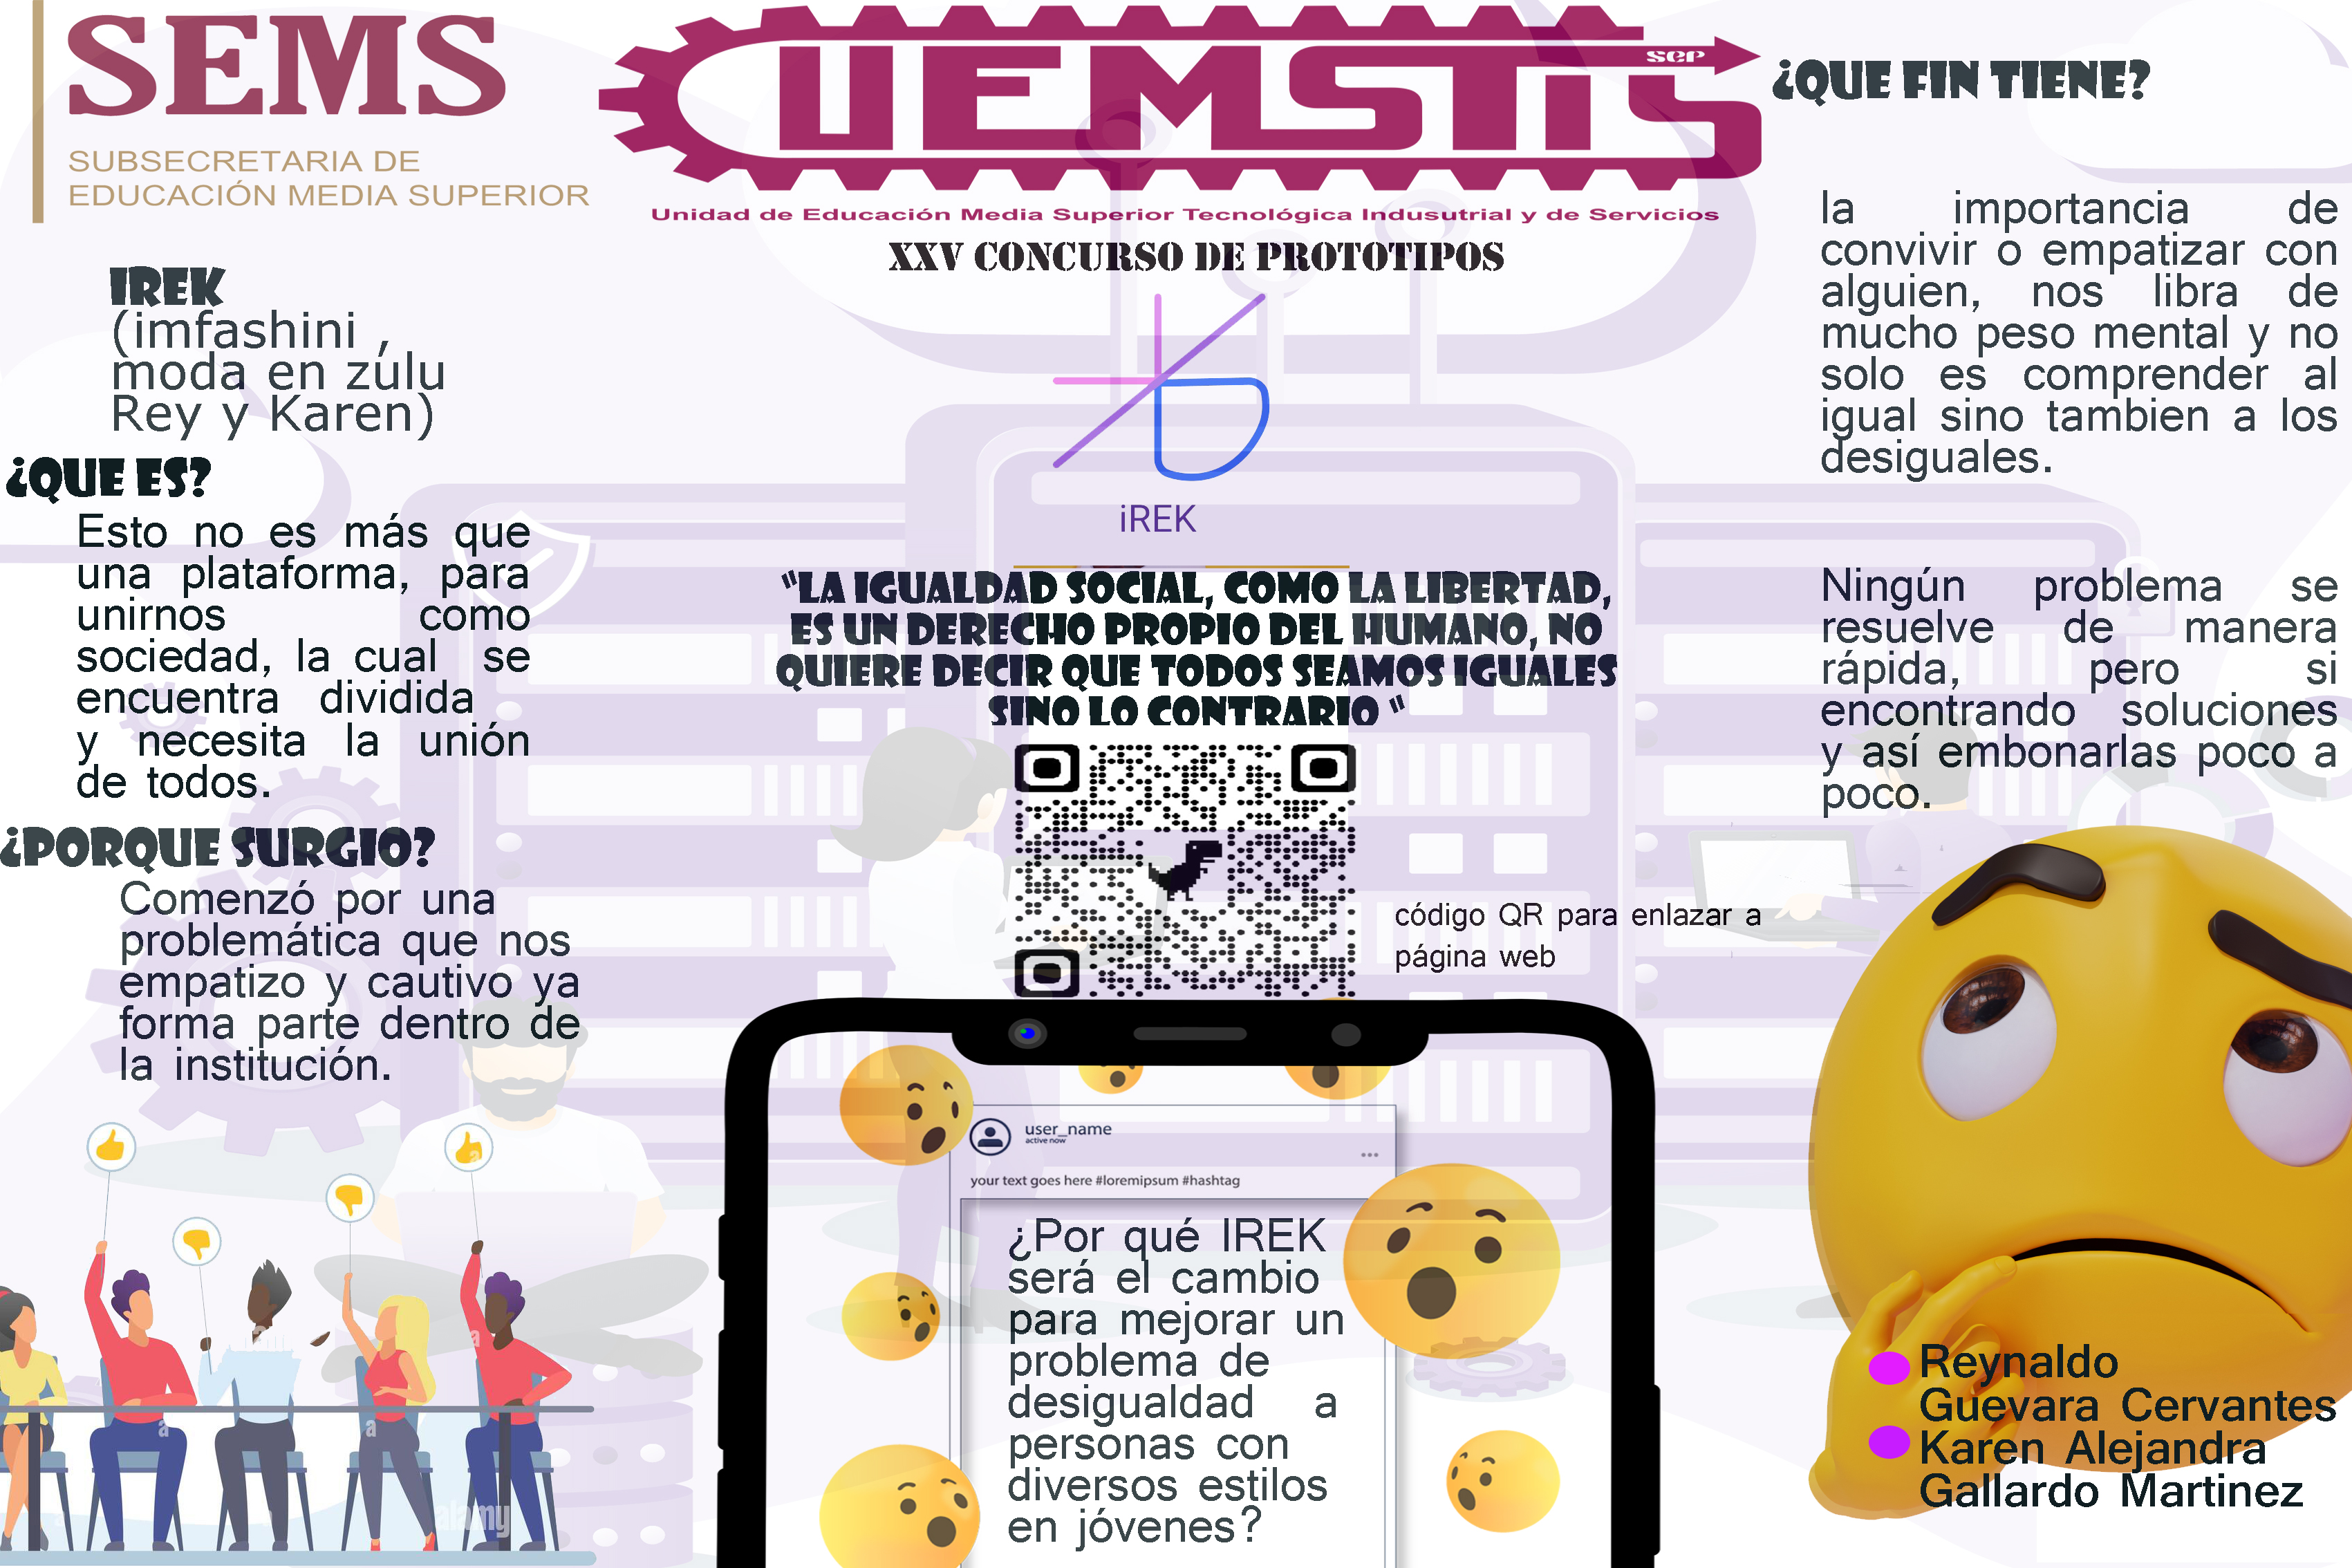 SEMS
SUBSECRETARIA DE
EDUCACIÓN MEDIA SUPERIOR
UEMSTIS
sep
Unidad de Educación Media Superior Tecnológica Indusutrial y de Servicios
XXV CONCURSO DE PROTOTIPOS
IREK
(imfashini ,
moda en zúlu
Rey y Karen)
¿QUE ES?
Esto no es más que
una plataforma, para
unirnos como
sociedad, la cual se
encuentra dividida
y necesita la unión
de todos.
¿PORQUE SURGIO?
Comenzó por una
problemática que nos
empatizo y cautivo ya
forma parte dentro de
la institución.
a
a
a
a
a
alamy
iREK
"LA IGUALDAD SOCIAL, COMO LA LIBERTAD,
ES UN DERECHO PROPIO DEL HUMANO, NO
QUIERE DECIR QUE TODOS SEAMOS IGUALES
SINO LO CONTRARIO "
código QR para enlazar a
página web
user_name
active now
your text goes here #loremipsum #hashtag
¿Por qué IREK
será el cambio
para mejorar un
problema de
desigualdad a
personas con
diversos estilos
en jóvenes?
¿QUE FIN TIENE?
la importancia de
convivir o empatizar con
alguien, nos libra de
mucho peso mental y no
solo es comprender al
igual sino tambien a los
desiguales.
Ningún problema se
resuelve de manera
rápida, pero si
encontrando soluciones
y así embonarlas poco a
poco.
Reynaldo
Guevara Cervantes
Karen Alejandra
Gallardo Martinez